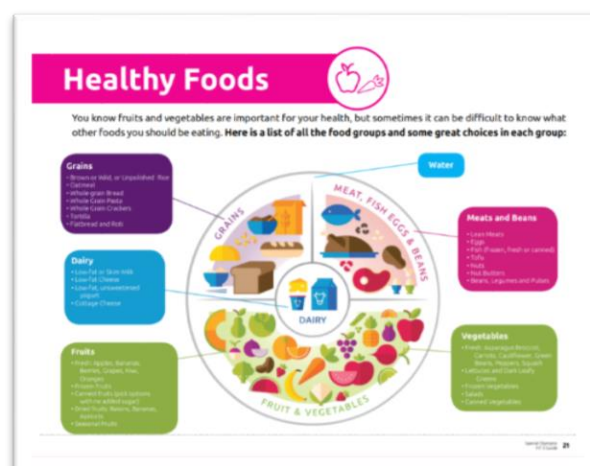 Healthy Foods
You know fruits and vegetables are important for your health, but sometimes it can be difficult to know what
other foods you should be eating. Here is a list of all the food groups and some great choices in each group:
Water
Grains
• Brown or Wild, or Unpolished Rice
• Oatmeal
• Whole grain Bread
• Whole Grain Pasta
• Whole Grain Crackers
• Tortilla
• Flatbread and Roti
GRAINS
MEAT, FISH EGGS & BEANS
Meats and Beans
• Lean Meats
• Eggs
• Fish (frozen, fresh or canned)
• Tofu
• Nuts
• Nut Buttons
• Beans, Legumes and Pulses
Dairy
• Low-Fat or Skim Milk
• Low-Fat Cheese
• Low-Fat, unsweetened
yogurt
• Cottage Cheese
DAIRY
Fruits
• Fresh: Apples, Bananas,
Berries, Grapes, Kiwi,
Oranges
• Frozen Fruits
• Canned Fruits (pick options
with no added sugar)
• Dried Fruits: Raisins, Bananas,
Apricots
• Seasonal Fruits
Vegetables
• Fresh: Asparagus Broccoli,
Carrots, Cauliflower, Green
Beans, Peppers, Squash
• Lettuces and Dark Leafy
Greens
• Frozen Vegetables
• Salads
• Canned Vegetables
FRUIT & VEGETABLES
21